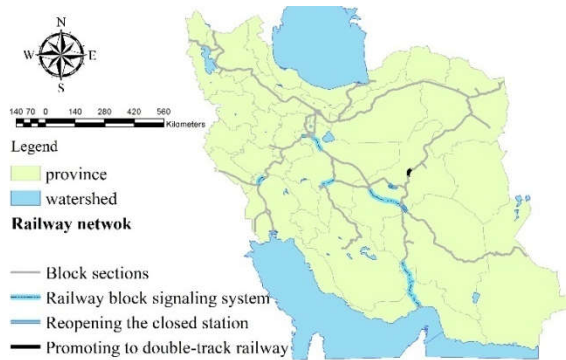 N
W E
S
140 70 0 140 280 420 560
Kilometers
Legend
province
watershed
Railway netwok
Block sections
Railway block signaling system
Reopening the closed station
Promoting to double-track railway